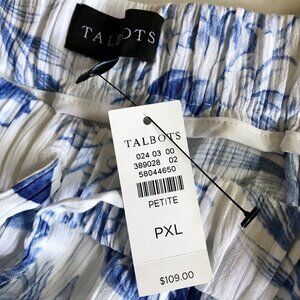 TALBOTS
TALBOTS
024 03 00
389028 02
58044650
PETITE
PXL
$109.00